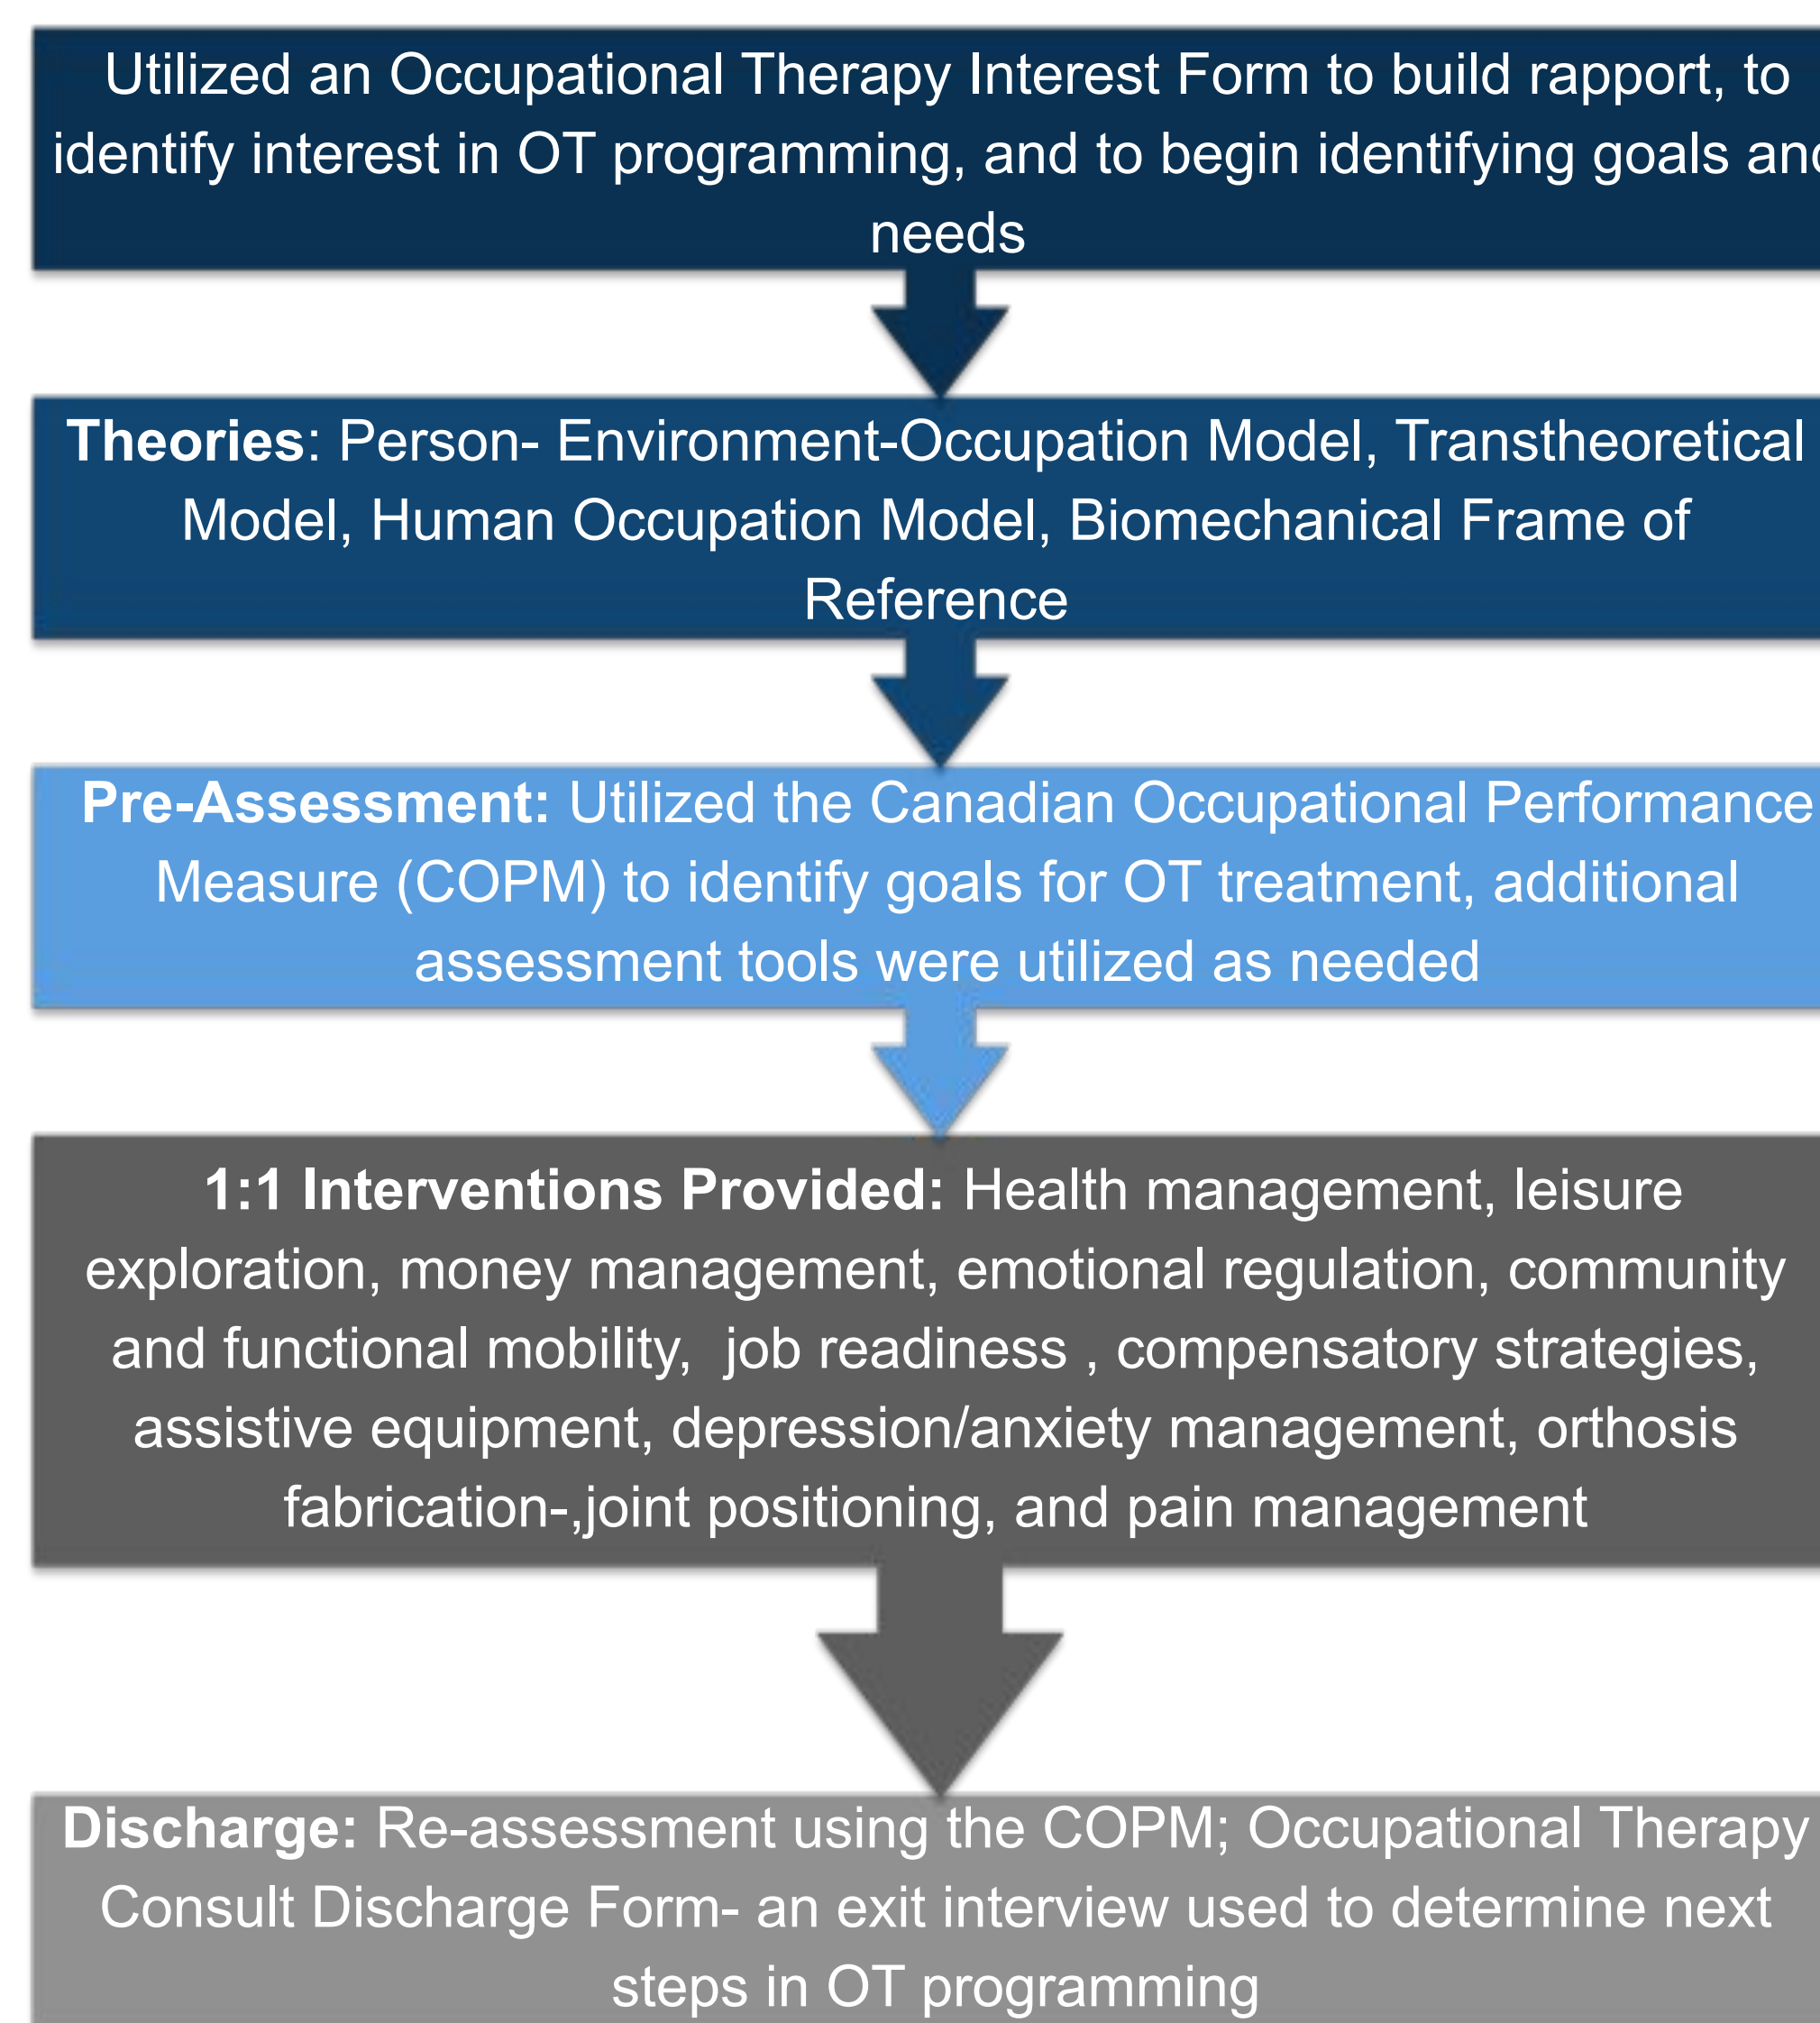 Utilized an Occupational Therapy Interest Form to build rapport, to
identify interest in OT programming, and to begin identifying goals and
needs
Theories: Person- Environment-Occupation Model, Transtheoretical
Model, Human Occupation Model, Biomechanical Frame of
Reference
Pre-Assessment: Utilized the Canadian Occupational Performance
Measure (COPM) to identify goals for OT treatment, additional
assessment tools were utilized as needed
1:1 Interventions Provided: Health management, leisure
exploration, money management, emotional regulation, community
and functional mobility,  job readiness , compensatory strategies,
assistive equipment, depression/anxiety management, orthosis
fabrication-,joint positioning, and pain management
Discharge: Re-assessment using the COPM; Occupational Therapy
Consult Discharge Form- an exit interview used to determine next
steps in OT programming